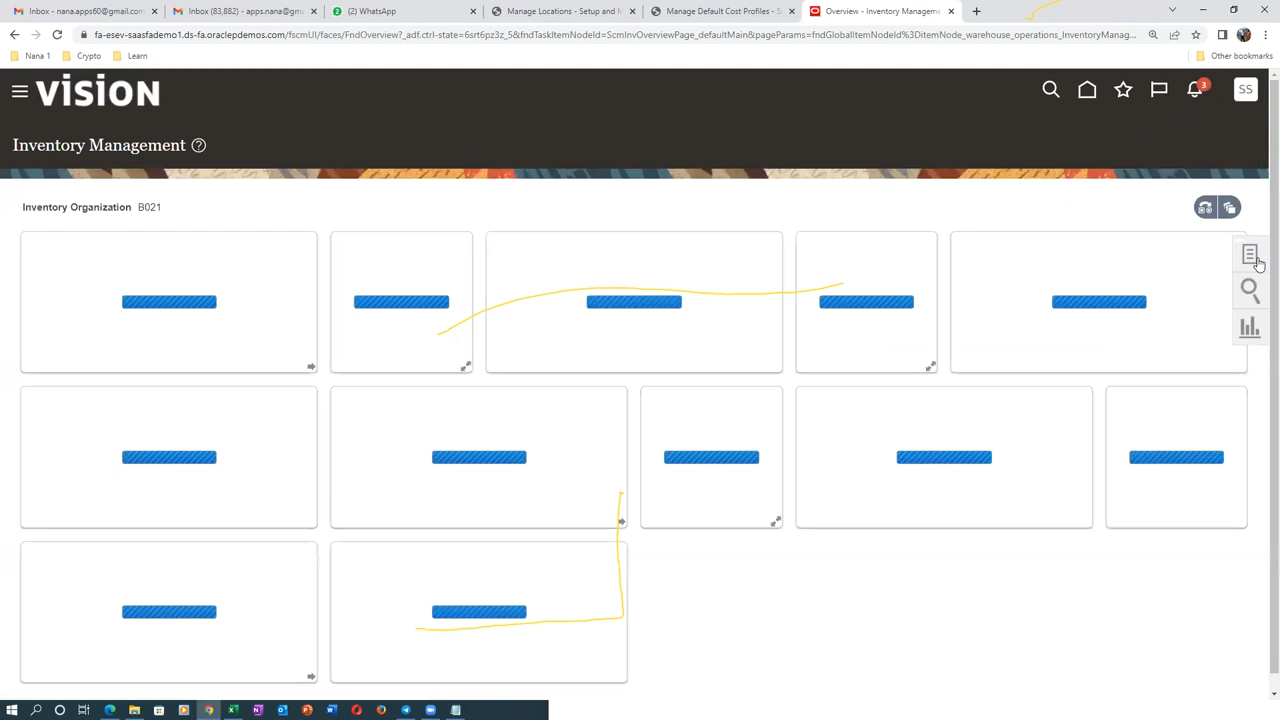 Inbox - nana.apps60@gmail.com
Inbox (83,882) - apps.nana@gm
(2) WhatsApp
Manage Locations - Setup and M
Manage Default Cost Profiles - S
Overview - Inventory Manageme
fa-esev-saasfademo1.ds-fa.oraclepdemos.com/fscmUI/faces/FndOverview?_adf.ctrl-state=6srt6pz3z_5&fndTaskItemNodeId=ScmInvOverviewPage_defaultMain&pageParams=fndGlobalItemNodeId%3DitemNode_warehouse_operations_InventoryManag...
Nana 1
Crypto
Learn
Other bookmarks
VISION
3
SS
Inventory Management ?
Inventory Organization B021